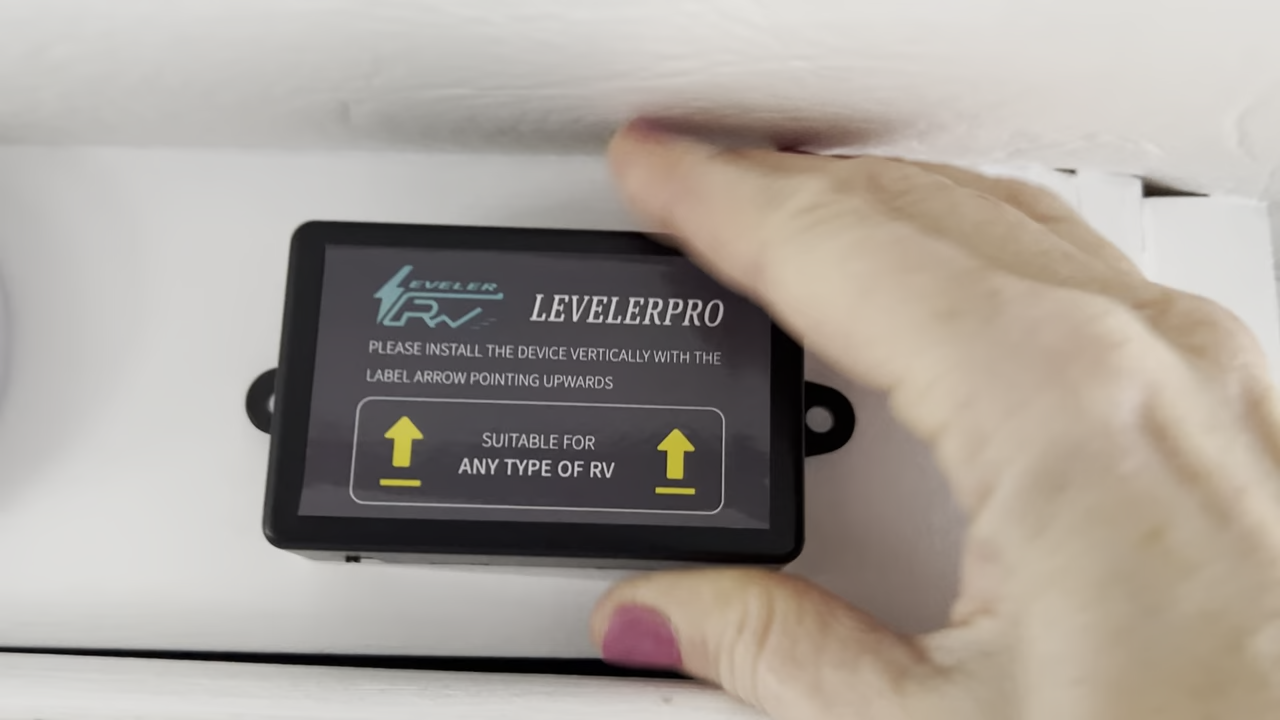 LEVELER
RV
LEVELERPRO
PLEASE INSTALL THE DEVICE VERTICALLY WITH THE
LABEL ARROW POINTING UPWARDS
SUITABLE FOR
ANY TYPE OF RV